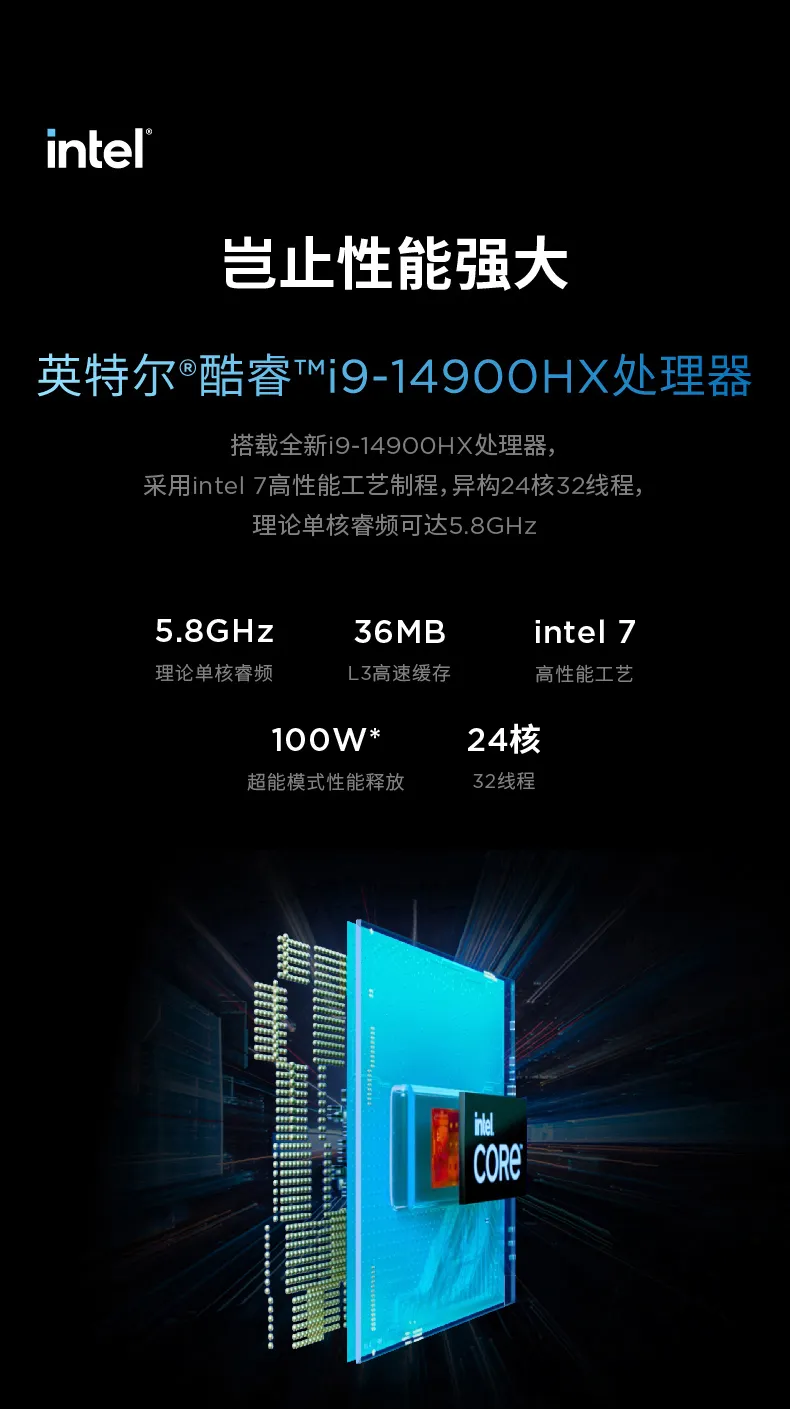 intel®
岂止性能强大
英特尔®酷睿™i9-14900HX处理器
搭载全新i9-14900HX处理器，
采用intel 7高性能工艺制程，异构24核32线程，
理论单核睿频可达5.8GHz
5.8GHz 36MB intel 7
理论单核睿频 L3高速缓存 高性能工艺
100W* 24核
超能模式性能释放 32线程
intel
CORE™